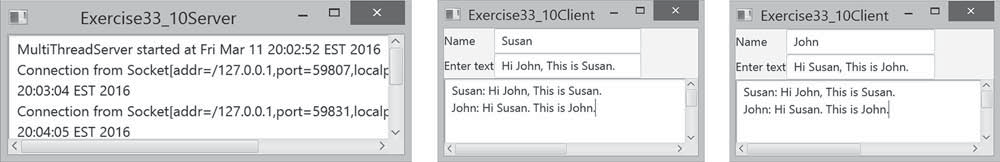 Exercise33_10Server
MultiThreadServer started at Fri Mar 11 20:02:52 EST 2016
Connection from Socket[addr=/127.0.0.1,port=59807,localp
20:03:04 EST 2016
Connection from Socket[addr=/127.0.0.1,port=59831,localp
20:04:05 EST 2016
Exercise33_10Client
Name Susan
Enter text Hi John, This is Susan.
Susan: Hi John, This is Susan.
John: Hi Susan. This is John.
Exercise33_10Client
Name John
Enter text Hi Susan, This is John.
Susan: Hi John, This is Susan.
John: Hi Susan. This is John.